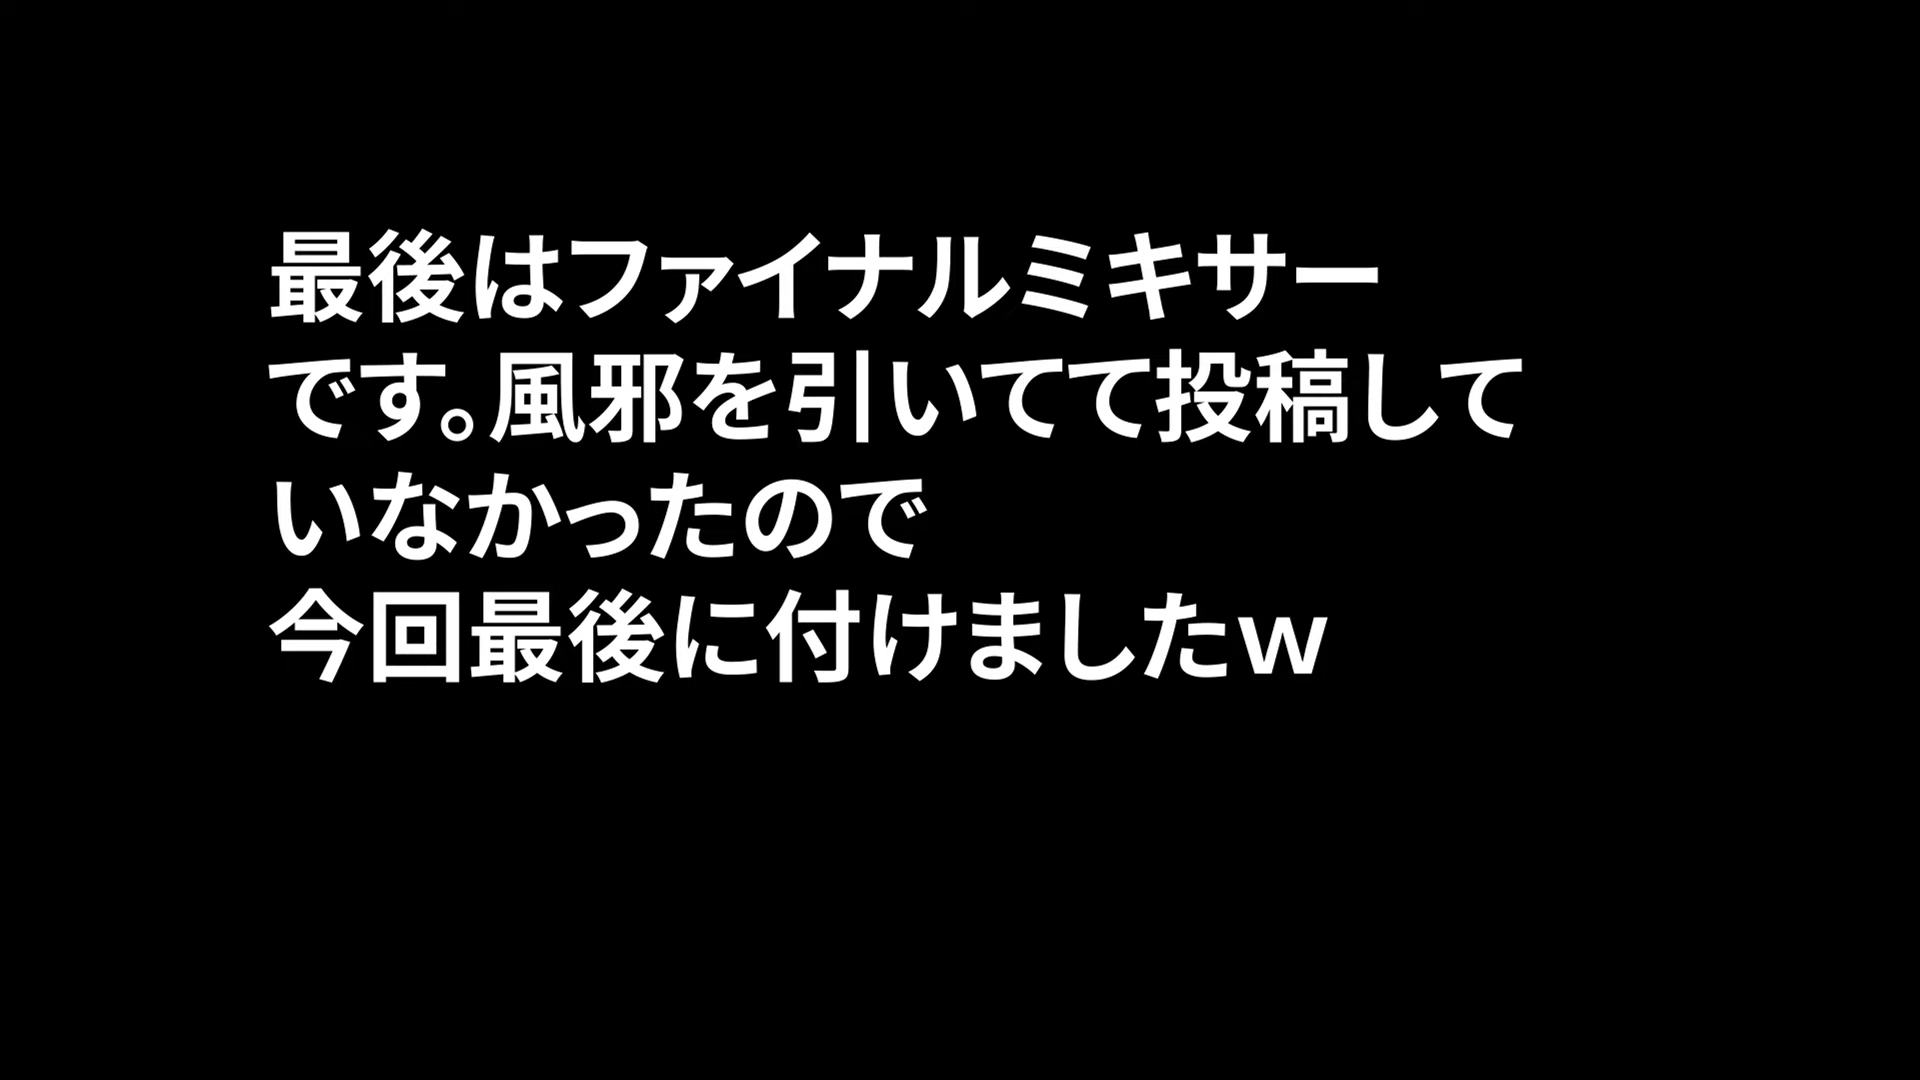 最後はファイナルミキサー
です。風邪を引いてて投稿して
いなかったので
今回最後に付けましたw